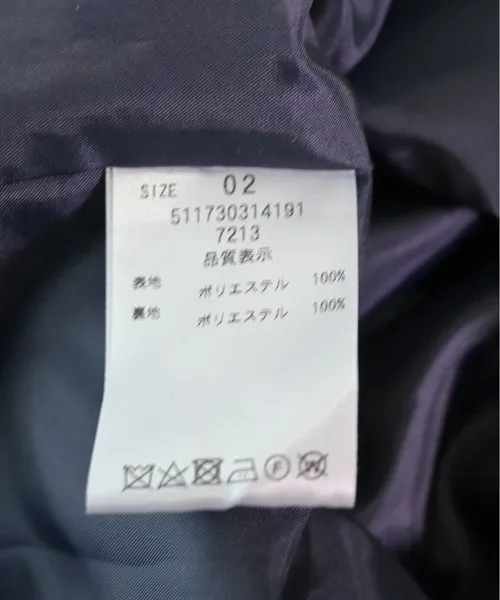 SIZE 02
511730314191
7213
品質表示
表地 ポリエステル 100%
裏地 ポリエステル 100%
F W